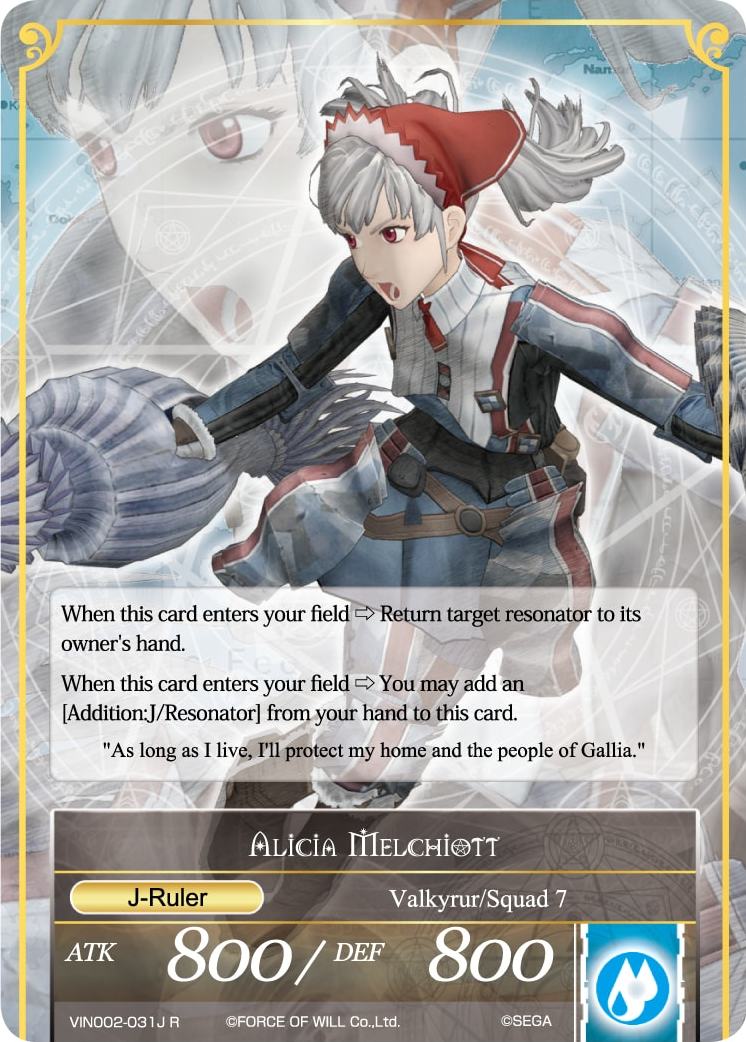 When this card enters your field ⇨ Return target resonator to its
owner's hand.
When this card enters your field ⇨ You may add an
[Addition:J/Resonator] from your hand to this card.
"As long as I live, I'll protect my home and the people of Gallia."
Alicia Melchiott
J-Ruler
Valkyrur/Squad 7
ATK 800/ DEF 800
VIN002-031J R ©FORCE OF WILL Co.,Ltd. ©SEGA